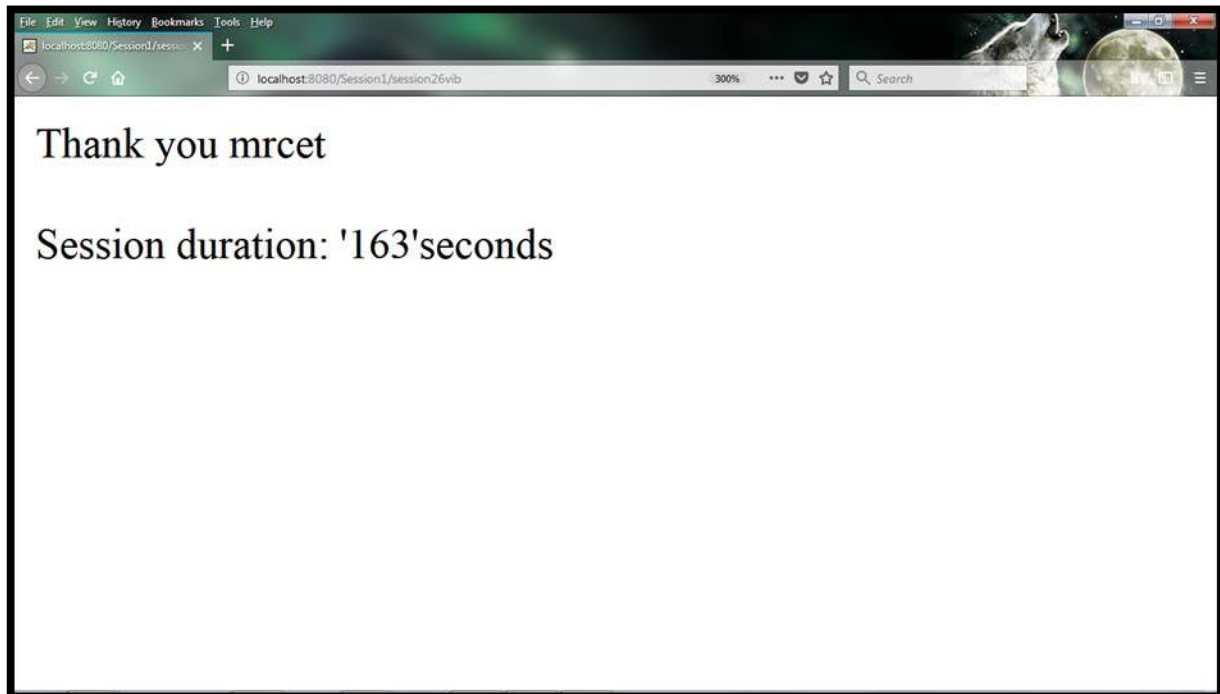 File Edit View History Bookmarks Tools Help
localhost:8080/Session1/sessio
localhost:8080/Session1/session26vib 300% Search
Thank you mrcet
Session duration: '163'seconds